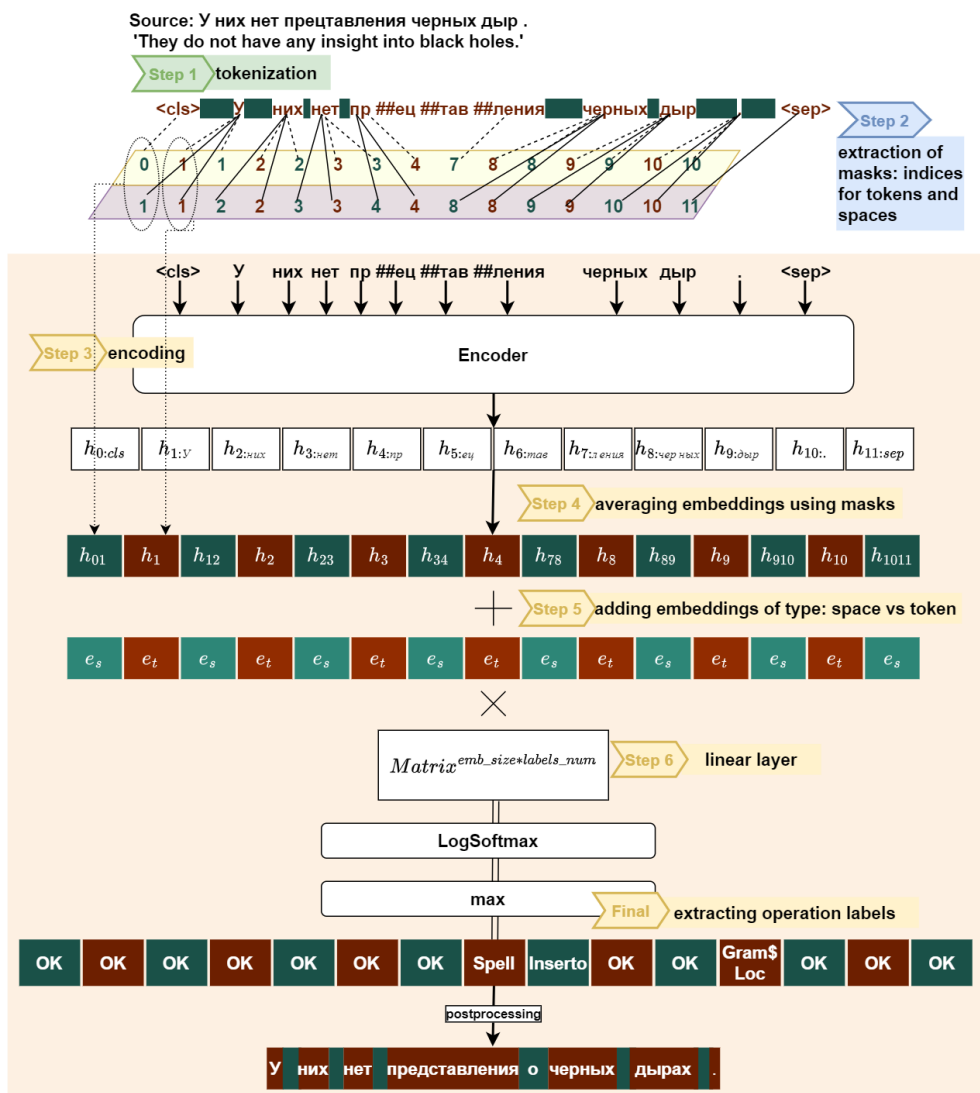 Source: У них нет прецтавления черных дыр .
'They do not have any insight into black holes.'
Step 1 tokenization
<cls> У них нет пр ##ец ##тав ##ления черных дыр <sep>
Step 2
extraction of
masks: indices
for tokens and
spaces
0 1 1 2 2 3 3 4 7 8 8 9 9 10 10
1 1 2 2 3 3 4 4 8 8 9 9 10 10 11
<cls> У них нет пр ##ец ##тав ##ления черных дыр . <sep>
Step 3 encoding
Encoder
h0:cls h1:У h2:них h3:нет h4:пр h5:ец h6:тав h7:ления h8:черных h9:дыр h10:. h11:sep
Step 4 averaging embeddings using masks
h01 h1 h12 h2 h23 h3 h34 h4 h78 h8 h89 h9 h910 h10 h1011
+
Step 5 adding embeddings of type: space vs token
es et es et es et es et es et es et es et es
×
Matrix^emb_size*labels_num
Step 6 linear layer
LogSoftmax
max
Final extracting operation labels
OK OK OK OK OK OK OK Spell Inserto OK OK Gram$ OK OK OK
Loc
postprocessing
У них нет представления о черных дырах .